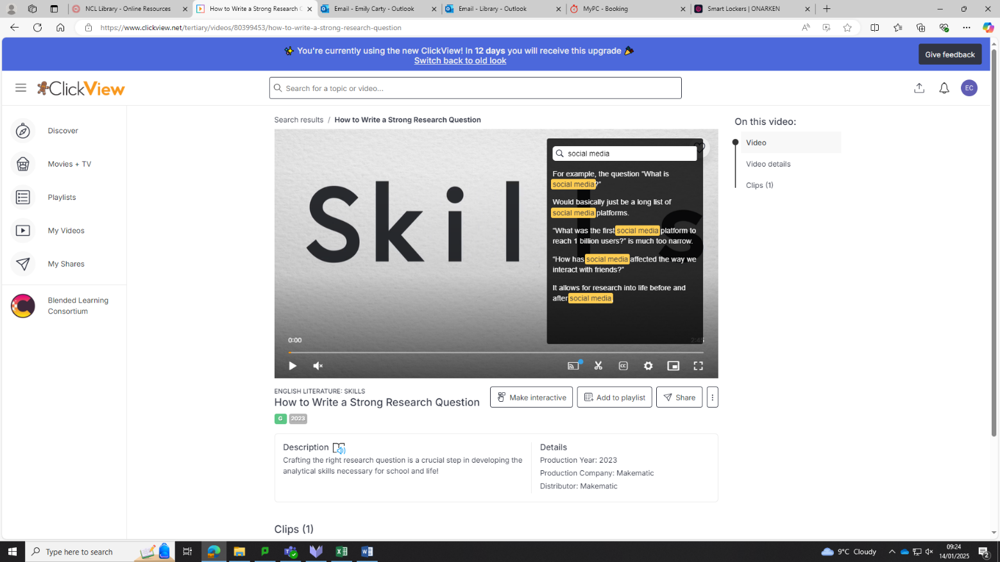 NCL Library - Online Resources
How to Write a Strong Research C
Email - Emily Carty - Outlook
Email - Library - Outlook
MyPC - Booking
Smart Lockers | ONARKEN
https://www.clickview.net/tertiary/videos/80399453/how-to-write-a-strong-research-question
✨ You're currently using the new ClickView! In 12 days you will receive this upgrade 🎉
Switch back to old look
Give feedback
ClickView
Search for a topic or video...
EC
Discover
Movies + TV
Playlists
My Videos
My Shares
Blended Learning
Consortium
Search results / How to Write a Strong Research Question
Skills
social media
For example, the question "What is
social media?"
Would basically just be a long list of
social media platforms.
"What was the first social media platform to
reach 1 billion users?" is much too narrow.
"How has social media affected the way we
interact with friends?"
It allows for research into life before and
after social media
0:00
2:45
CC
On this video:
Video
Video details
Clips (1)
ENGLISH LITERATURE: SKILLS
How to Write a Strong Research Question
Make interactive
Add to playlist
Share
G 2023
Description
Crafting the right research question is a crucial step in developing the
analytical skills necessary for school and life!
Details
Production Year: 2023
Production Company: Makematic
Distributor: Makematic
Clips (1)
Type here to search
9°C Cloudy
09:24
14/01/2025
2